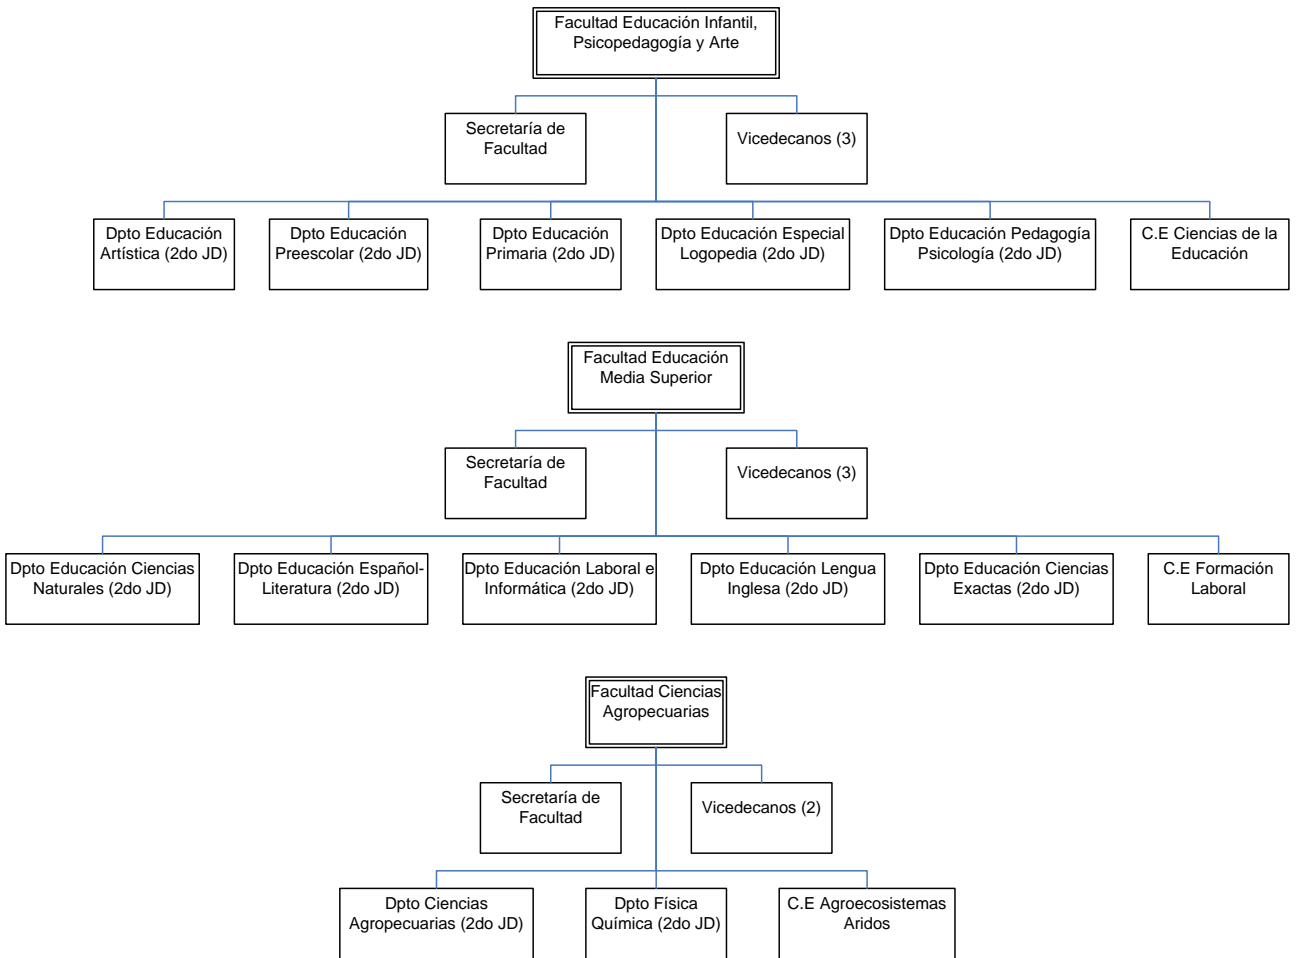 Facultad Educación Infantil,
Psicopedagogía y Arte
Secretaría de
Facultad
Vicedecanos (3)
Dpto Educación
Artística (2do JD)
Dpto Educación
Preescolar (2do JD)
Dpto Educación
Primaria (2do JD)
Dpto Educación Especial
Logopedia (2do JD)
Dpto Educación Pedagogía
Psicología (2do JD)
C.E Ciencias de la
Educación
Facultad Educación
Media Superior
Secretaría de
Facultad
Vicedecanos (3)
Dpto Educación Ciencias
Naturales (2do JD)
Dpto Educación Español-
Literatura (2do JD)
Dpto Educación Laboral e
Informática (2do JD)
Dpto Educación Lengua
Inglesa (2do JD)
Dpto Educación Ciencias
Exactas (2do JD)
C.E Formación
Laboral
Facultad Ciencias
Agropecuarias
Secretaría de
Facultad
Vicedecanos (2)
Dpto Ciencias
Agropecuarias (2do JD)
Dpto Física
Química (2do JD)
C.E Agroecosistemas
Aridos